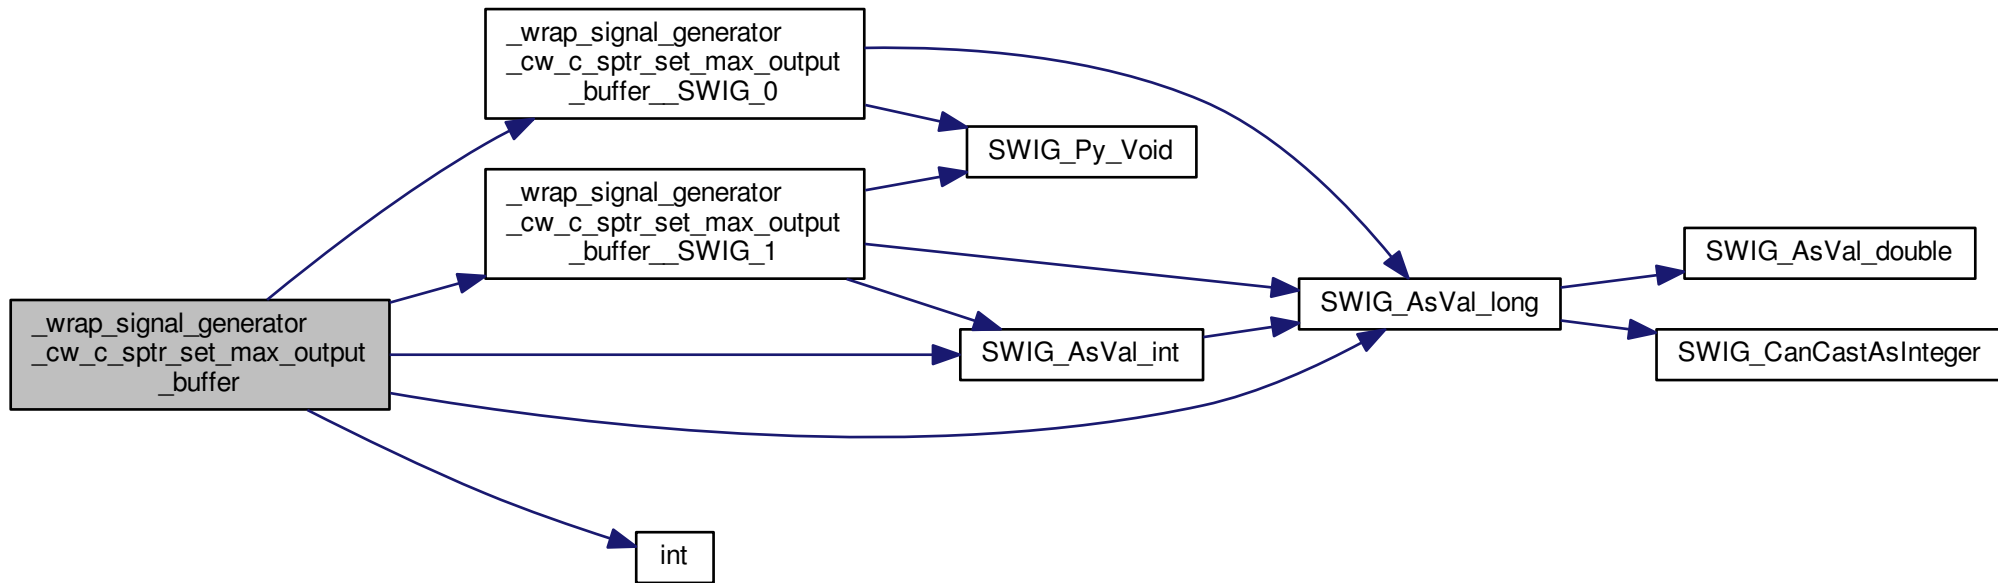 _wrap_signal_generator
_cw_c_sptr_set_max_output
_buffer__SWIG_0
SWIG_Py_Void
_wrap_signal_generator
_cw_c_sptr_set_max_output
_buffer__SWIG_1
SWIG_AsVal_double
_wrap_signal_generator
_cw_c_sptr_set_max_output
_buffer
SWIG_AsVal_long
SWIG_AsVal_int
SWIG_CanCastAsInteger
int